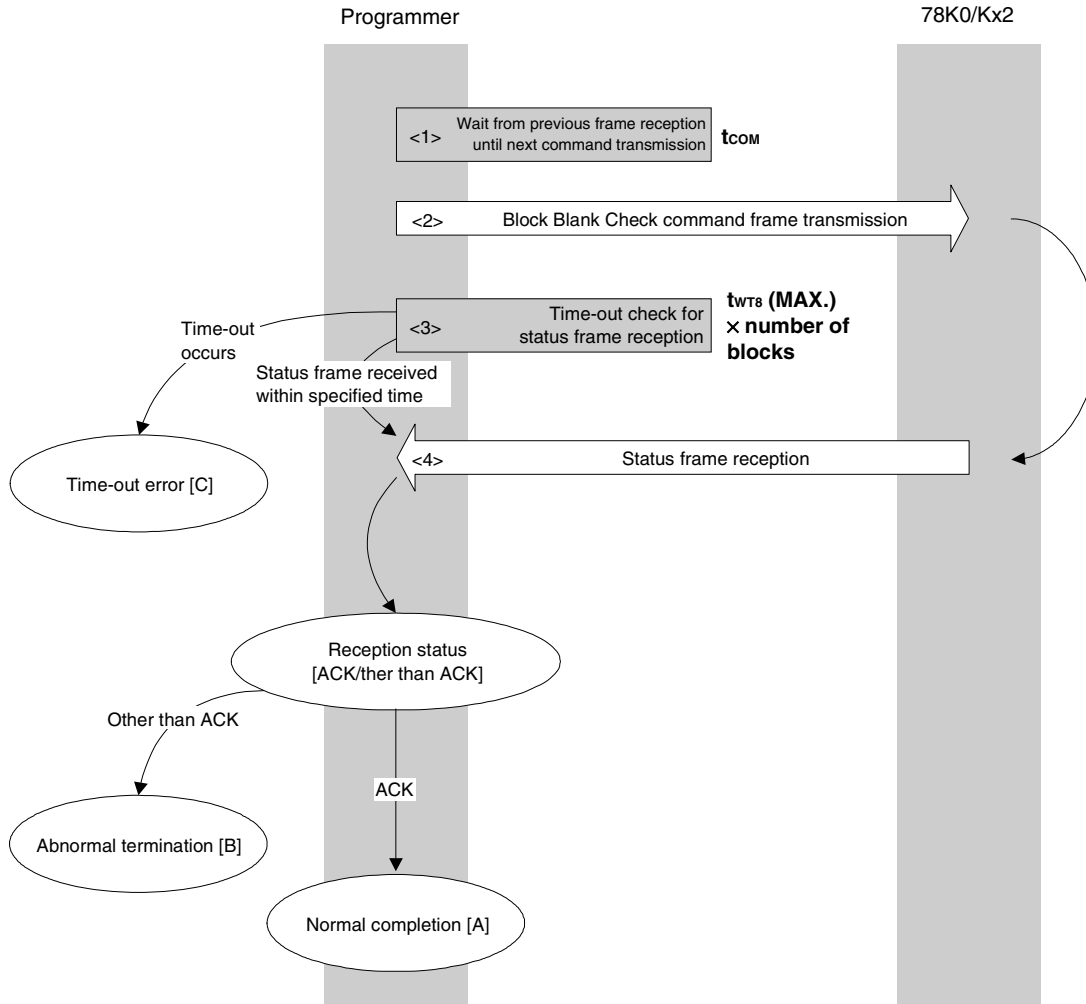 Programmer
78K0/Kx2
<1>
Wait from previous frame reception
until next command transmission
tCOM
<2>
Block Blank Check command frame transmission
<3>
Time-out check for
status frame reception
tWT8 (MAX.)
× number of
blocks
Time-out
occurs
Status frame received
within specified time
<4>
Status frame reception
Time-out error [C]
Reception status
[ACK/ther than ACK]
Other than ACK
ACK
Abnormal termination [B]
Normal completion [A]